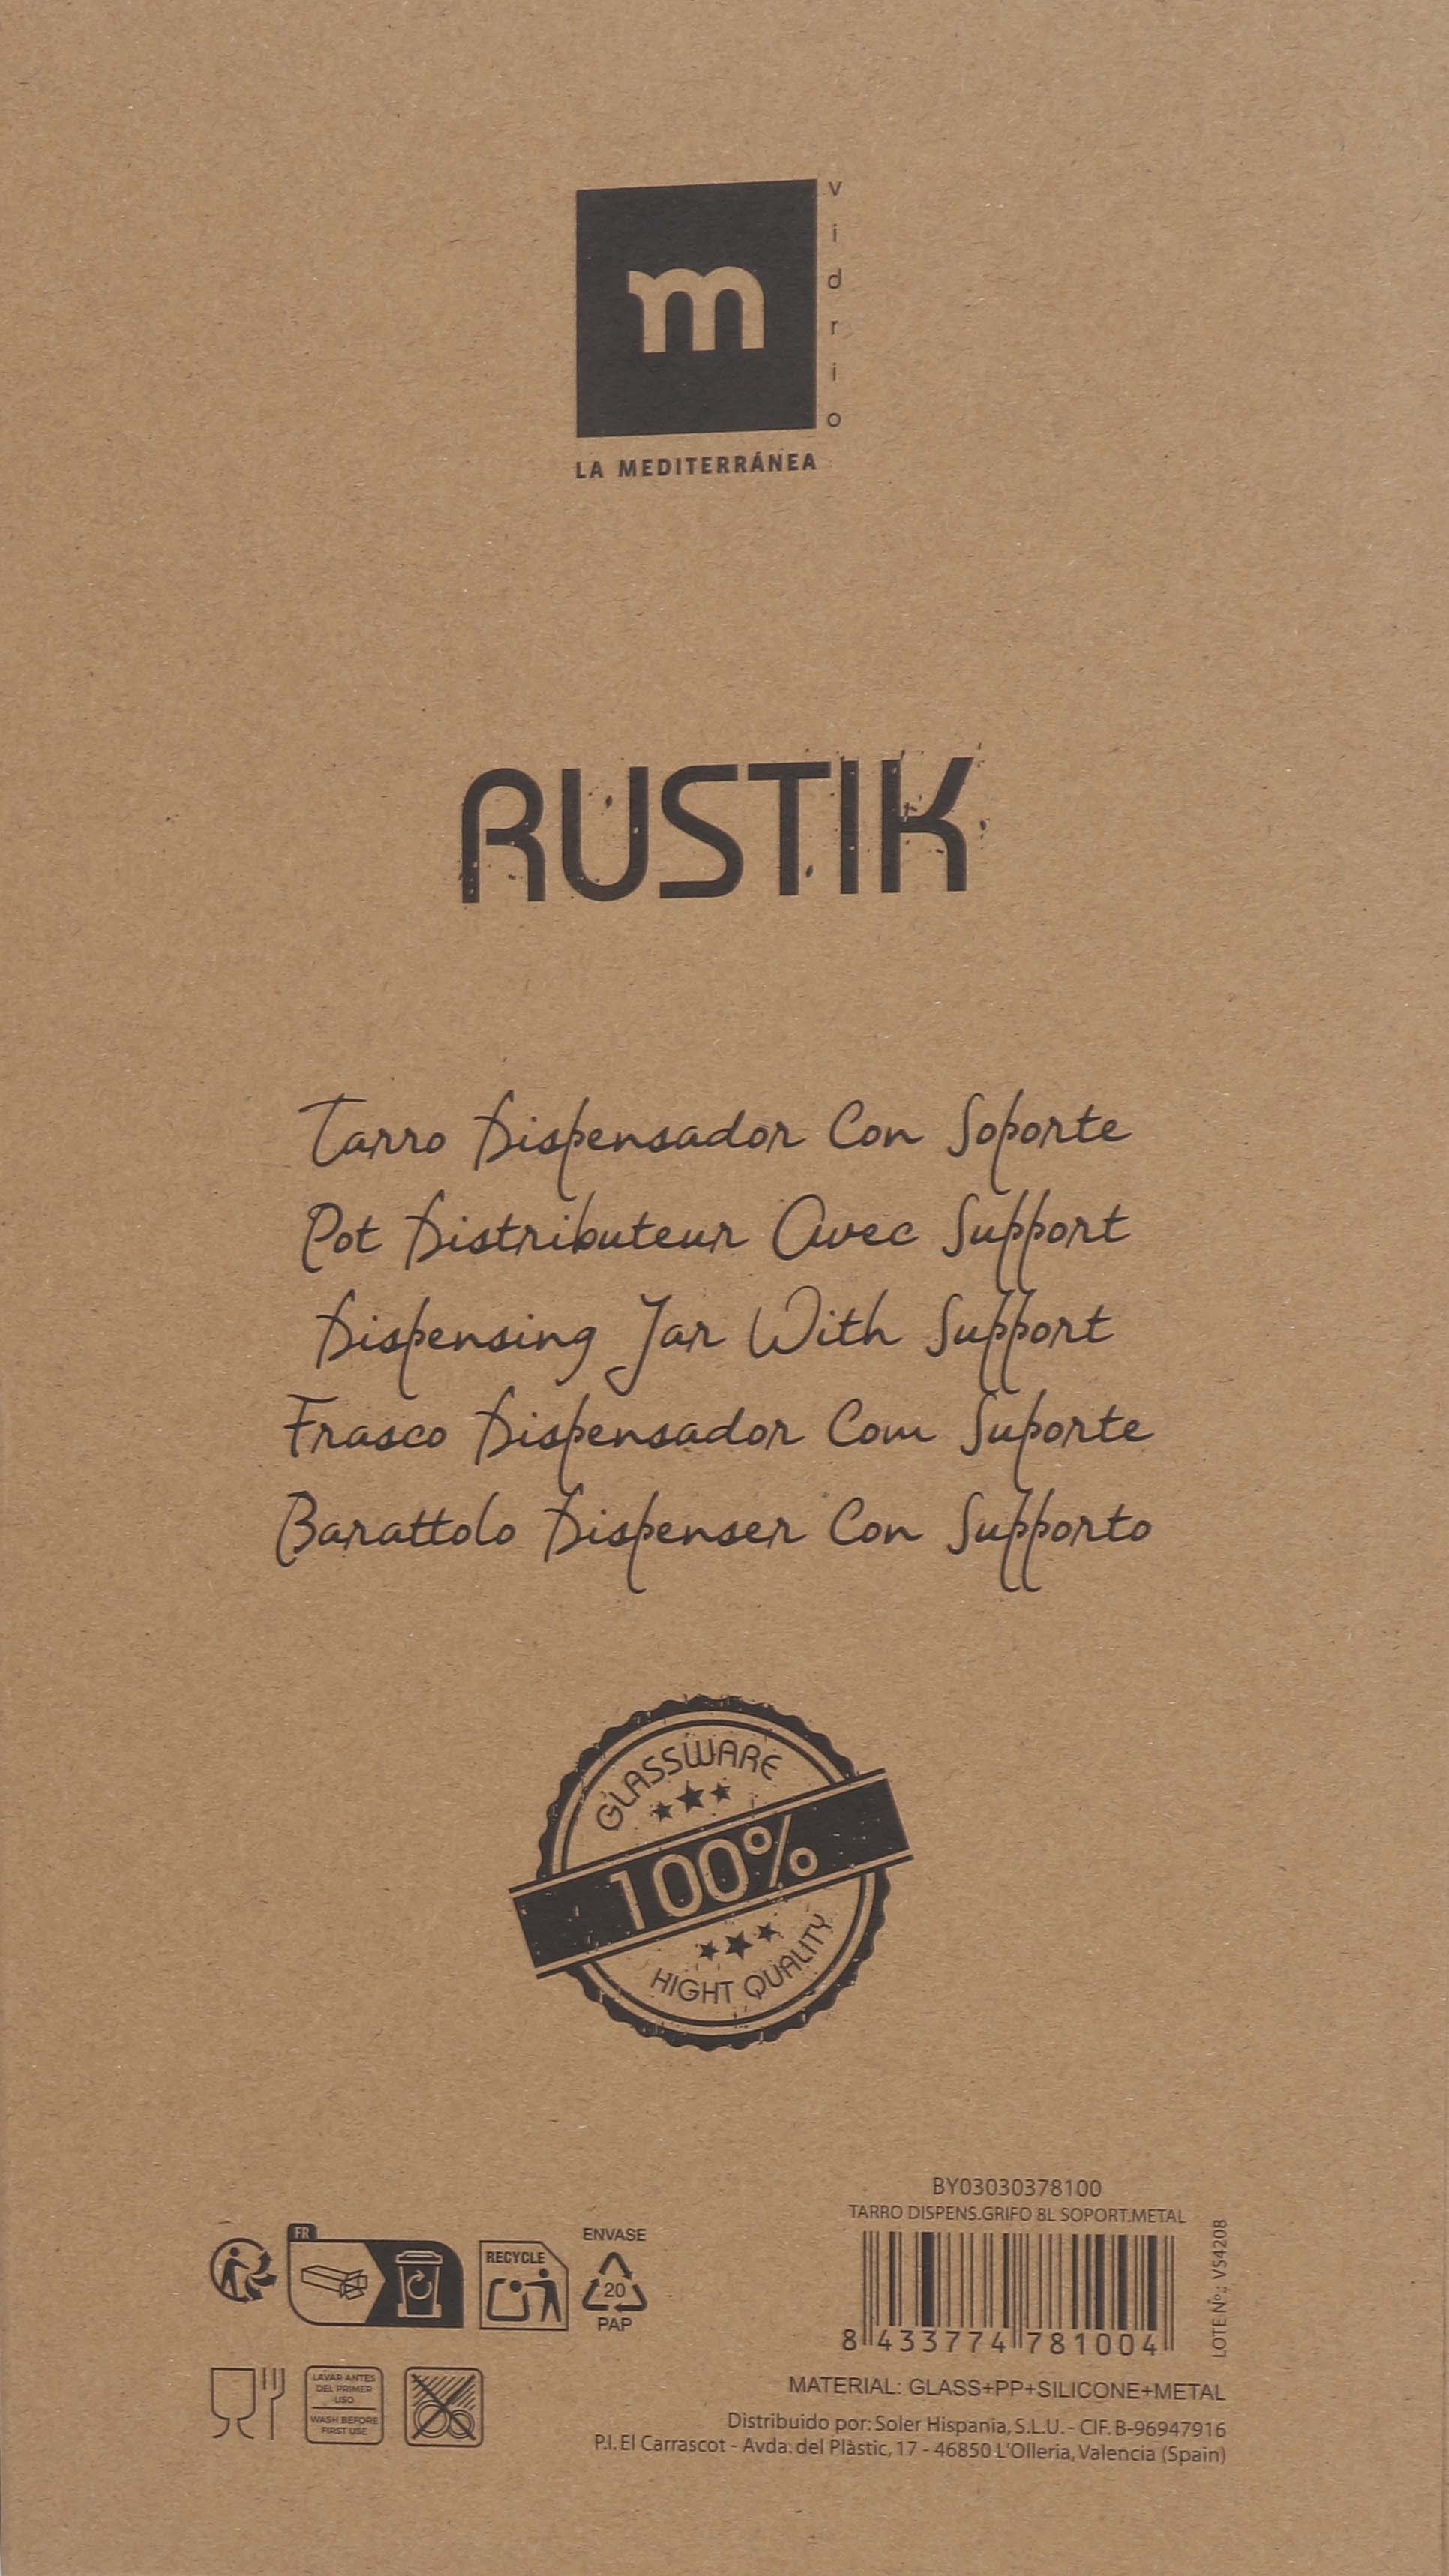 m
vidrio
LA MEDITERRÁNEA
RUSTIK
Tarro Dispensador Con Soporte
Pot Distributeur Avec Support
Dispensing Jar With Support
Frasco Dispensador Com Suporte
Barattolo Dispenser Con Supporto
GLASSWARE
100%
HIGHT QUALITY
BY03030378100
TARRO DISPENS.GRIFO 8L SOPORT.METAL
8 433774 781004
LOTE Nº.: VS4208
FR
RECYCLE
ENVASE
20
PAP
LAVAR ANTES
DEL PRIMER
USO
WASH BEFORE
FIRST USE
MATERIAL: GLASS+PP+SILICONE+METAL
Distribuido por: Soler Hispania, S.L.U. - CIF. B-96947916
P.I. El Carrascot - Avda. del Plàstic, 17 - 46850 L'Olleria, Valencia (Spain)